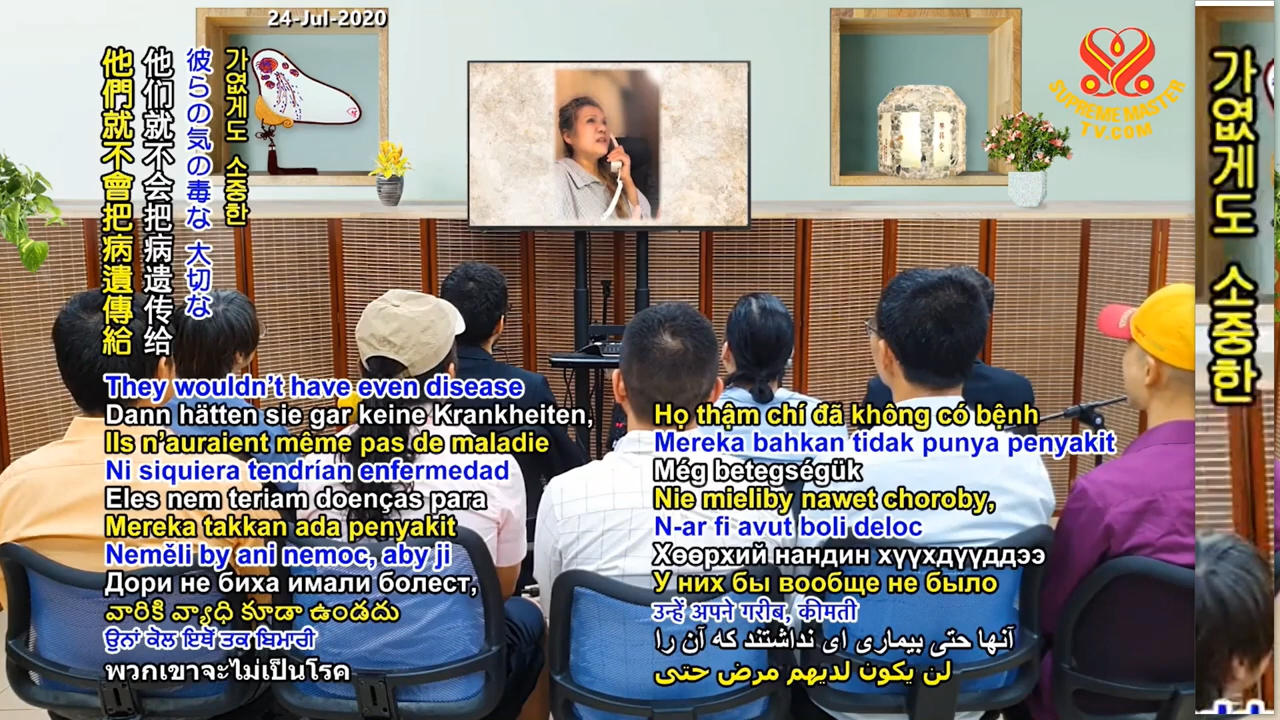 24-Jul-2020
SUPREME MASTER
TV.COM
他們就不會把病遺傳給
他们就不会把病遗传给
彼らの気の毒な 大切な
가엾게도 소중한
They wouldn't have even disease
Dann hätten sie gar keine Krankheiten,
Ils n'auraient même pas de maladie
Ni siquiera tendrían enfermedad
Eles nem teriam doenças para
Mereka takkan ada penyakit
Neměli by ani nemoc, aby ji
Дори не биха имали болест,
వారికి వ్యాధి కూడా ఉండదు
ਉਨਾਂ ਕੋਲ ਇਥੋਂ ਤਕ ਬਿਮਾਰੀ
พวกเขาจะไม่เป็นโรค
Họ thậm chí đã không có bệnh
Mereka bahkan tidak punya penyakit
Még betegségük
Nie mieliby nawet choroby,
N-ar fi avut boli deloc
Хөөрхий нандин хүүхдүүддээ
У них бы вообще не было
उन्हें अपने गरीब, कीमती
آنها حتی بیماری ای نداشتند که آن را
لن يكون لديهم مرض حتى
가엾게도 소중한